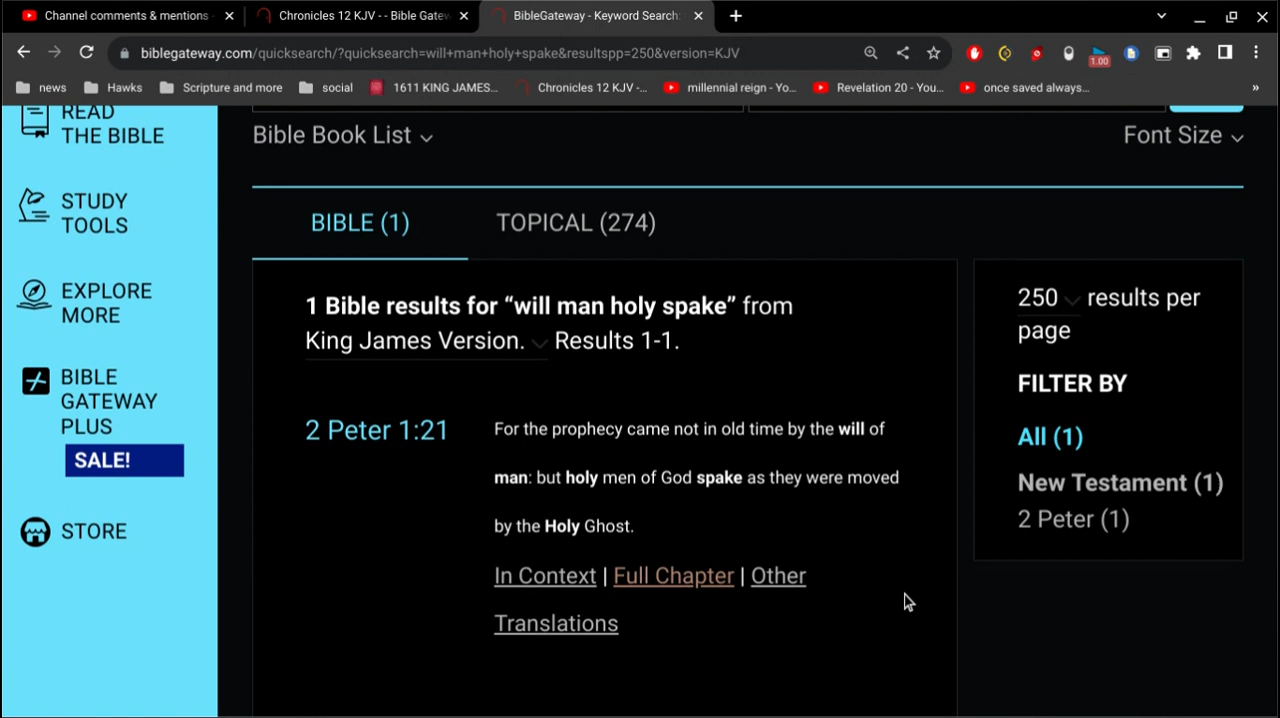 Channel comments & mentions
Chronicles 12 KJV - - Bible Gatew
BibleGateway - Keyword Search:
biblegateway.com/quicksearch/?quicksearch=will+man+holy+spake&resultspp=250&version=KJV
1.00
news
Hawks
Scripture and more
social
1611 KING JAMES...
Chronicles 12 KJV -...
millennial reign - Yo...
Revelation 20 - You...
once saved always...
»
READ
THE BIBLE
STUDY
TOOLS
EXPLORE
MORE
BIBLE
GATEWAY
PLUS
SALE!
STORE
Bible Book List
Font Size
BIBLE (1)
TOPICAL (274)
1 Bible results for “will man holy spake” from
King James Version. Results 1-1.
2 Peter 1:21
For the prophecy came not in old time by the will of
man: but holy men of God spake as they were moved
by the Holy Ghost.
In Context | Full Chapter | Other
Translations
250 results per
page
FILTER BY
All (1)
New Testament (1)
2 Peter (1)